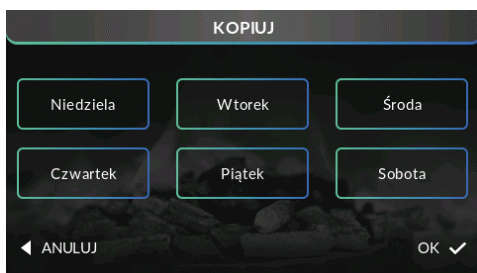 KOPIUJ
Niedziela Wtorek Środa
Czwartek Piątek Sobota
ANULUJ OK